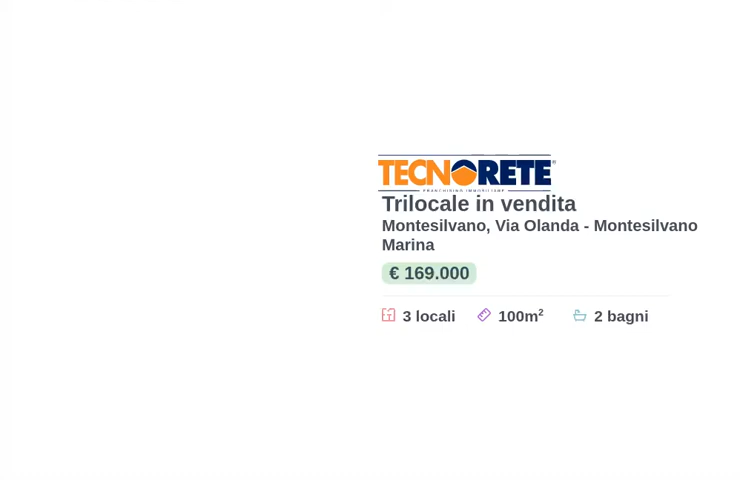 TECNORETE®
FRANCHISING IMMOBILIARE
Trilocale in vendita
Montesilvano, Via Olanda - Montesilvano
Marina
€ 169.000
3 locali 100m² 2 bagni